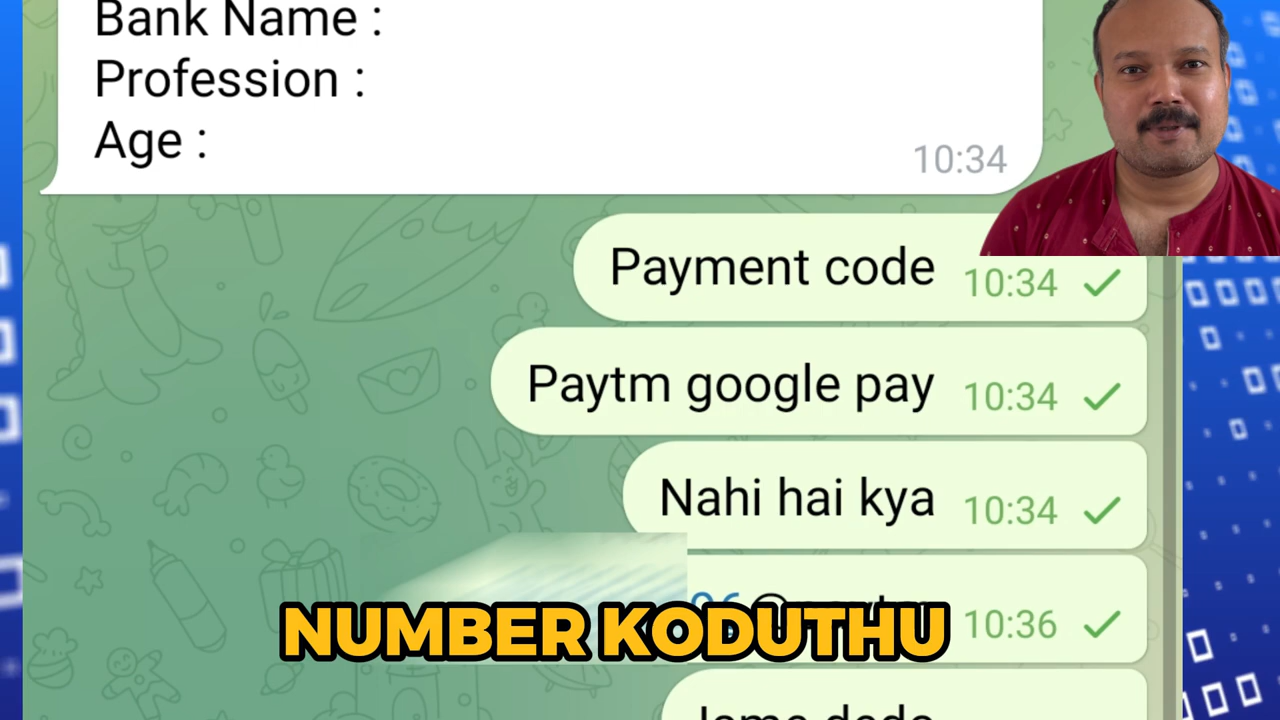 Bank Name :
Profession :
Age :
10:34
Payment code 10:34
Paytm google pay 10:34
Nahi hai kya 10:34
10:36
NUMBER KODUTHU